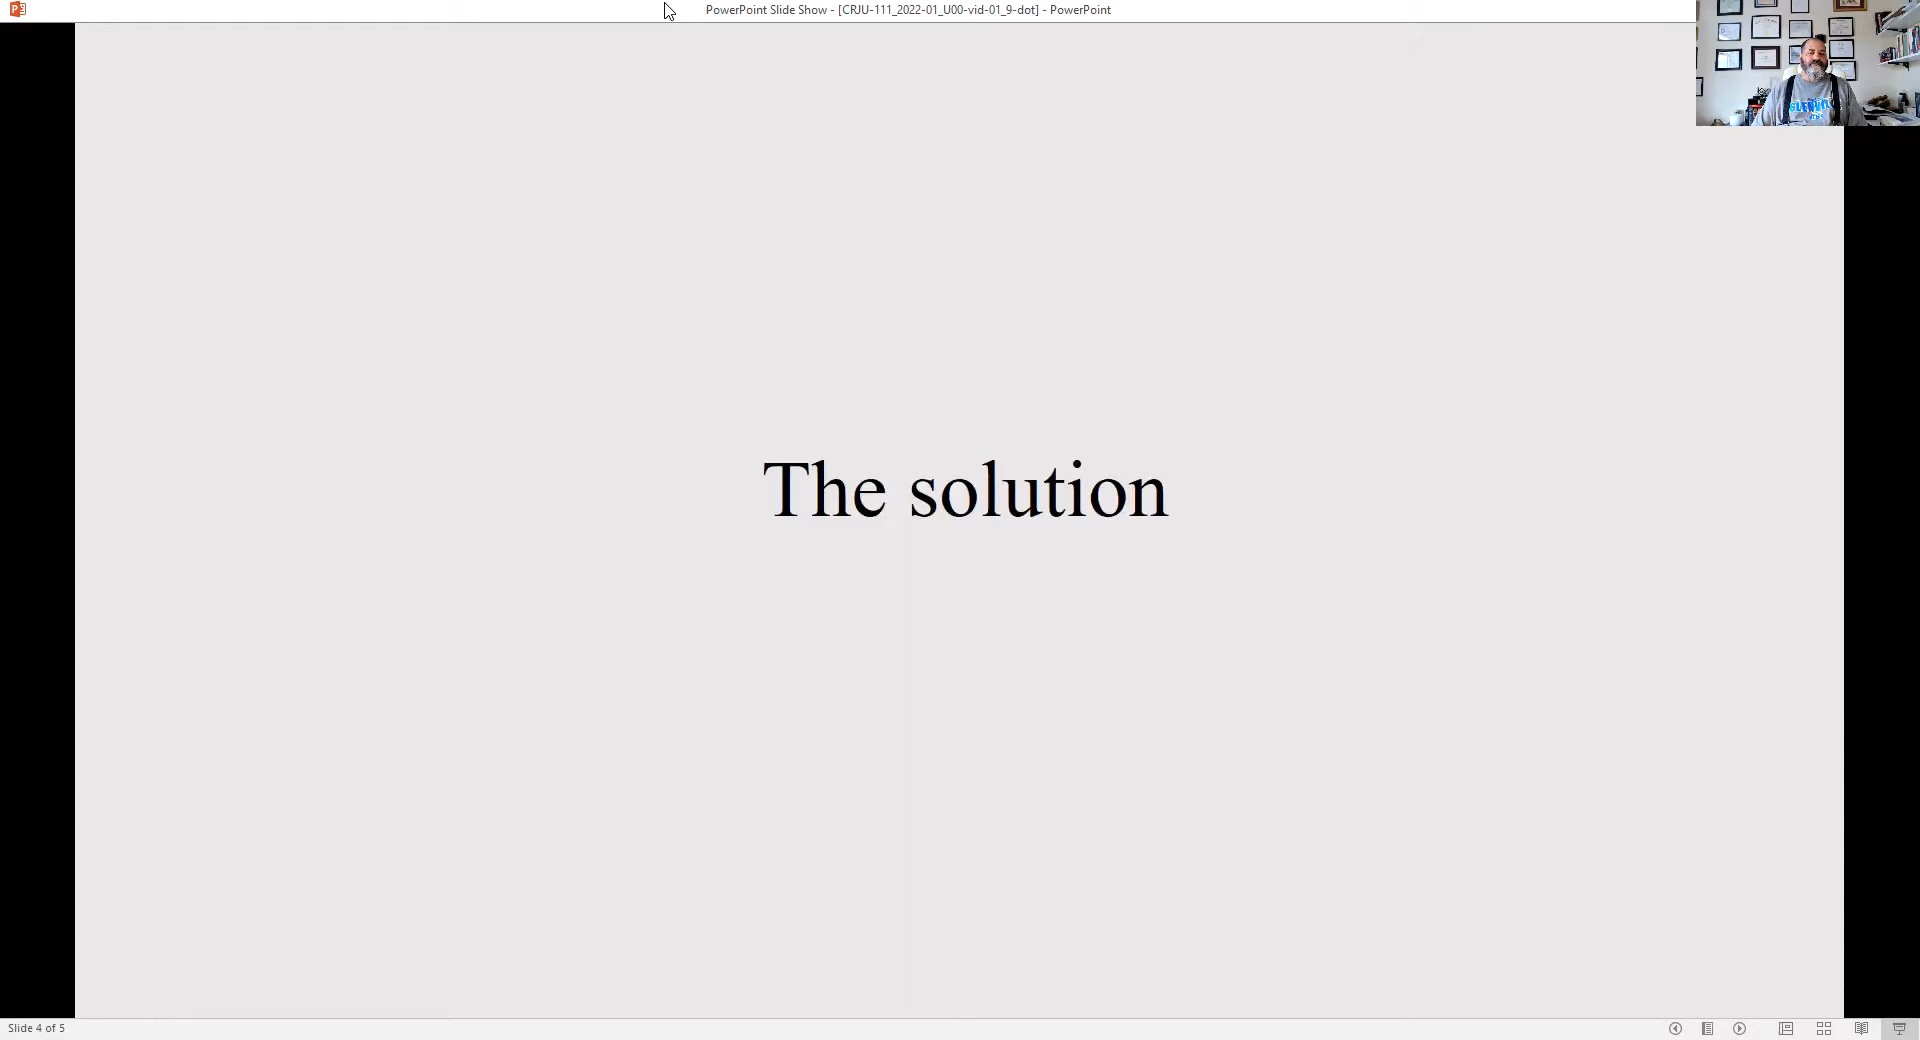 PowerPoint Slide Show - [CRJU-111_2022-01_U00-vid-01_9-dot] - PowerPoint
The solution
Slide 4 of 5